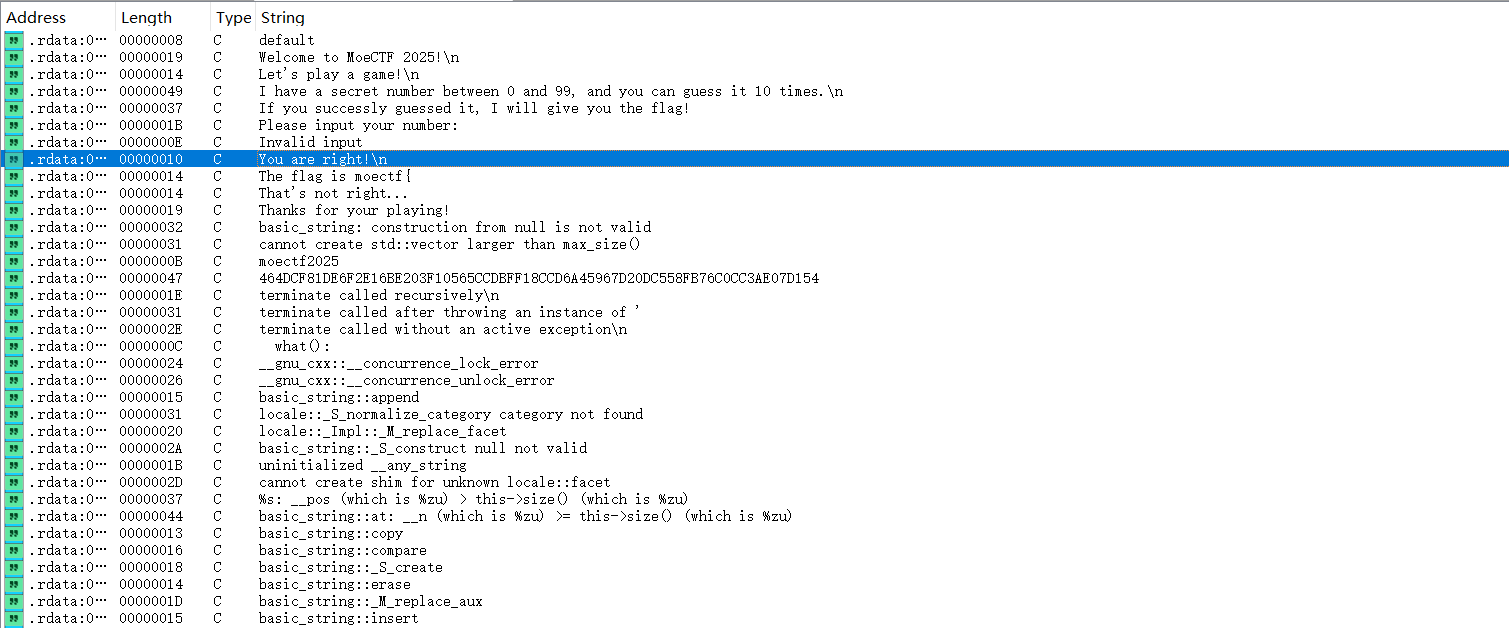 Address Length Type String
.rdata:0… 00000008 C default
.rdata:0… 00000019 C Welcome to MoeCTF 2025!\n
.rdata:0… 00000014 C Let's play a game!\n
.rdata:0… 00000049 C I have a secret number between 0 and 99, and you can guess it 10 times.\n
.rdata:0… 00000037 C If you successly guessed it, I will give you the flag!
.rdata:0… 0000001B C Please input your number:
.rdata:0… 0000000E C Invalid input
.rdata:0… 00000010 C You are right!\n
.rdata:0… 00000014 C The flag is moectf{
.rdata:0… 00000014 C That's not right...
.rdata:0… 00000019 C Thanks for your playing!
.rdata:0… 00000032 C basic_string: construction from null is not valid
.rdata:0… 00000031 C cannot create std::vector larger than max_size()
.rdata:0… 0000000B C moectf2025
.rdata:0… 00000047 C 464DCF81DE6F2E16BE203F10565CCDBFF18CCD6A45967D20DC558FB76C0CC3AE07D154
.rdata:0… 0000001E C terminate called recursively\n
.rdata:0… 00000031 C terminate called after throwing an instance of '
.rdata:0… 0000002E C terminate called without an active exception\n
.rdata:0… 0000000C C what():
.rdata:0… 00000024 C __gnu_cxx::__concurrence_lock_error
.rdata:0… 00000026 C __gnu_cxx::__concurrence_unlock_error
.rdata:0… 00000015 C basic_string::append
.rdata:0… 00000031 C locale::_S_normalize_category category not found
.rdata:0… 00000020 C locale::_Impl::_M_replace_facet
.rdata:0… 0000002A C basic_string::_S_construct null not valid
.rdata:0… 0000001B C uninitialized __any_string
.rdata:0… 0000002D C cannot create shim for unknown locale::facet
.rdata:0… 00000037 C %s: __pos (which is %zu) > this->size() (which is %zu)
.rdata:0… 00000044 C basic_string::at: __n (which is %zu) >= this->size() (which is %zu)
.rdata:0… 00000013 C basic_string::copy
.rdata:0… 00000016 C basic_string::compare
.rdata:0… 00000018 C basic_string::_S_create
.rdata:0… 00000014 C basic_string::erase
.rdata:0… 0000001D C basic_string::_M_replace_aux
.rdata:0… 00000015 C basic_string::insert